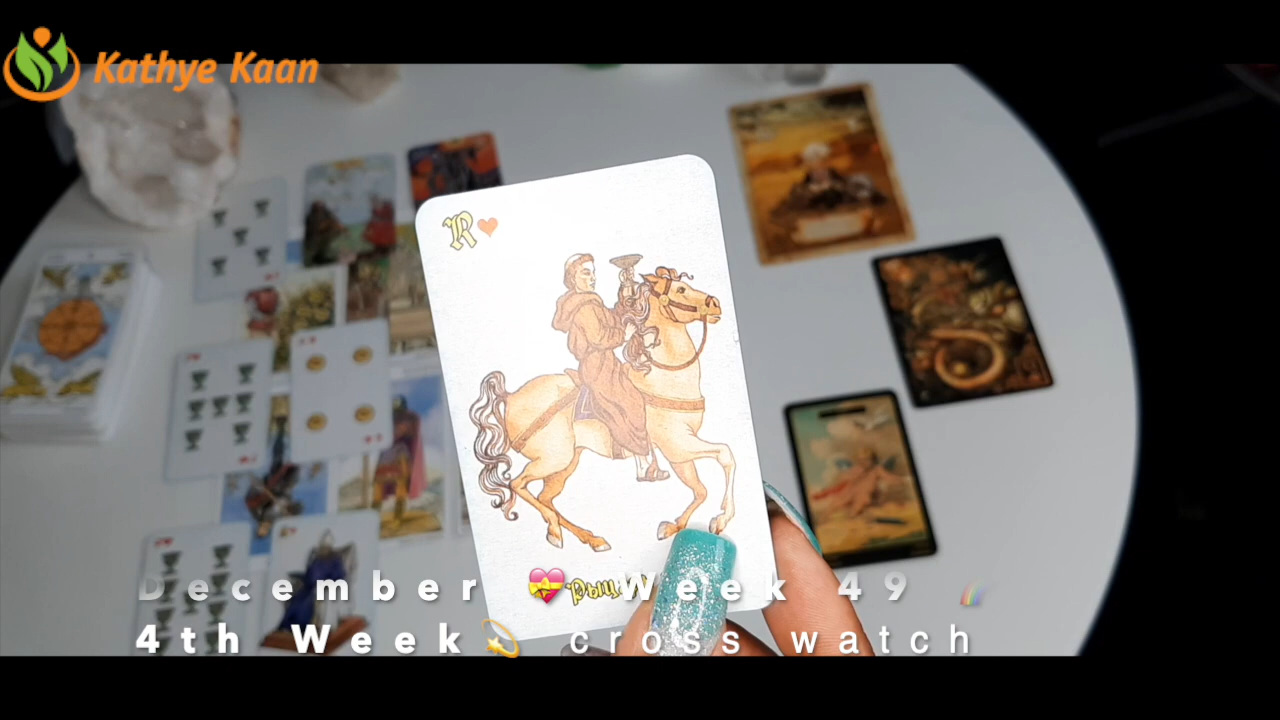 Kathye Kaan
R
December 💝 Week 49 🌈
4th Week💫 cross watch